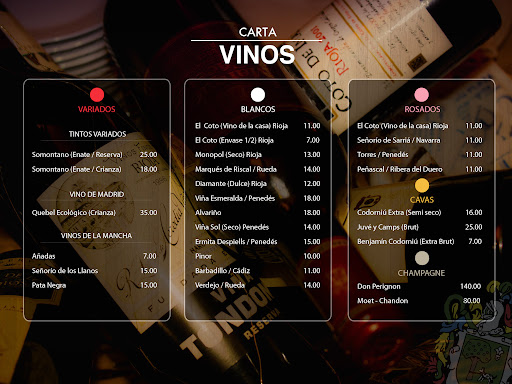 CARTA
VINOS
VARIADOS
TINTOS VARIADOS
Somontano (Enate / Reserva) 25.00
Somontano (Enate / Crianza) 18.00
VINO DE MADRID
Quebel Ecológico (Crianza) 35.00
VINOS DE LA MANCHA
Añadas 7.00
Señorio de los Llanos 15.00
Pata Negra 15.00
BLANCOS
El Coto (Vino de la casa) Rioja 11.00
El Coto (Envase 1/2) Rioja 7.00
Monopol (Seco) Rioja 11.00
Marqués de Riscal / Rueda 14.00
Diamante (Dulce) Rioja 13.00
Viña Esmeralda / Penedés 18.00
Alvariño 18.00
Viña Sol (Seco) Penedés 14.00
Ermita Despiells / Penedés 15.00
Pinor 10.00
Barbadillo / Cádiz 11.00
Verdejo / Rueda 14.00
ROSADOS
El Coto (Vino de la casa) Rioja 11.00
Señorio de Sarriá / Navarra 11.00
Torres / Penedés 11.00
Peñascal / Ribera del Duero 11.00
CAVAS
Codorniú Extra (Semi seco) 16.00
Juvé y Camps (Brut) 27.00
Benjamín Codorniú (Extra Brut) 7.00
CHAMPAGNE
Don Perignon 140.00
Moet - Chandon 80.00
COTO DE
RIOJA
VIÑA
TONDON
RESERVA